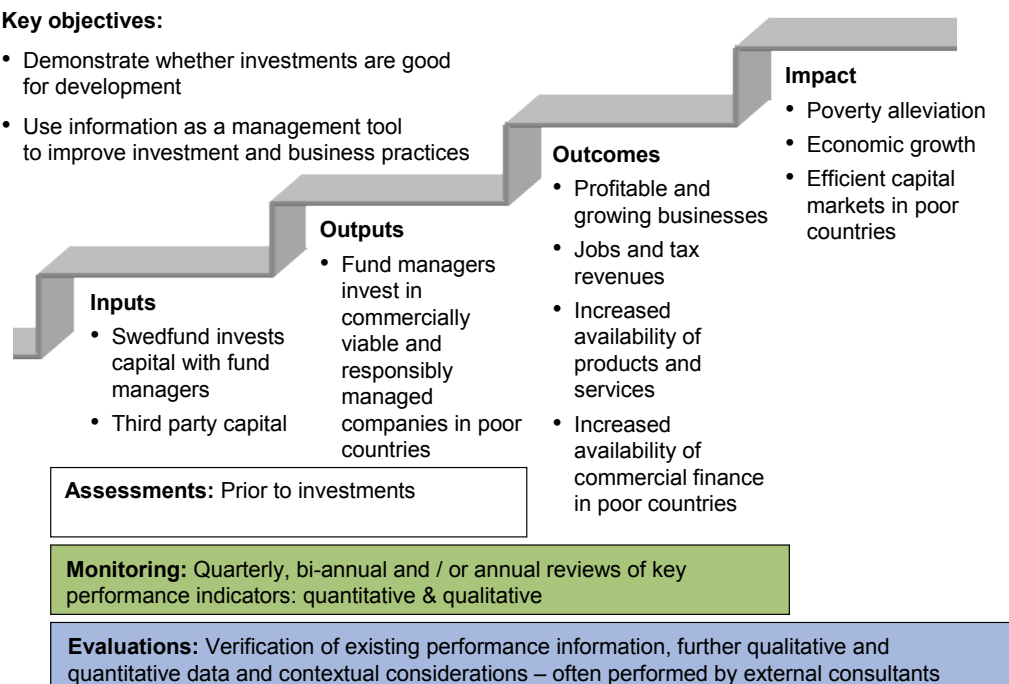 Key objectives:
• Demonstrate whether investments are good
for development
• Use information as a management tool
to improve investment and business practices
Inputs
• Swedfund invests
capital with fund
managers
• Third party capital
Outputs
• Fund managers
invest in
commercially
viable and
responsibly
managed
companies in poor
countries
Outcomes
• Profitable and
growing businesses
• Jobs and tax
revenues
• Increased
availability of
products and
services
• Increased
availability of
commercial finance
in poor countries
Impact
• Poverty alleviation
• Economic growth
• Efficient capital
markets in poor
countries
Assessments: Prior to investments
Monitoring: Quarterly, bi-annual and / or annual reviews of key
performance indicators: quantitative & qualitative
Evaluations: Verification of existing performance information, further qualitative and
quantitative data and contextual considerations – often performed by external consultants